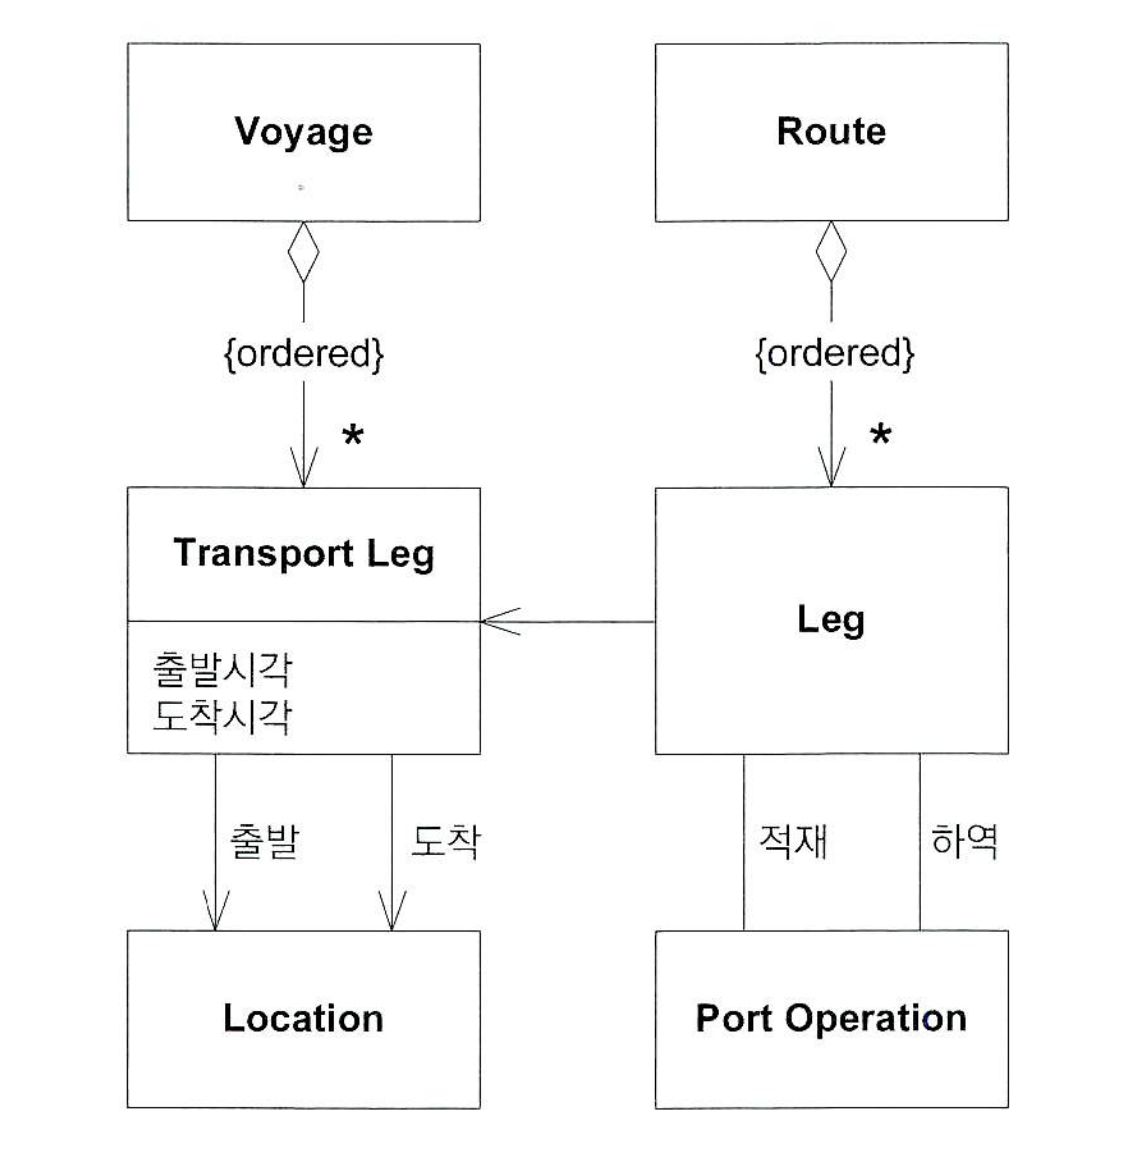 Voyage
Route
{ordered}
{ordered}
*
*
Transport Leg
Leg
출발시각
도착시각
출발
도착
적재
하역
Location
Port Operation